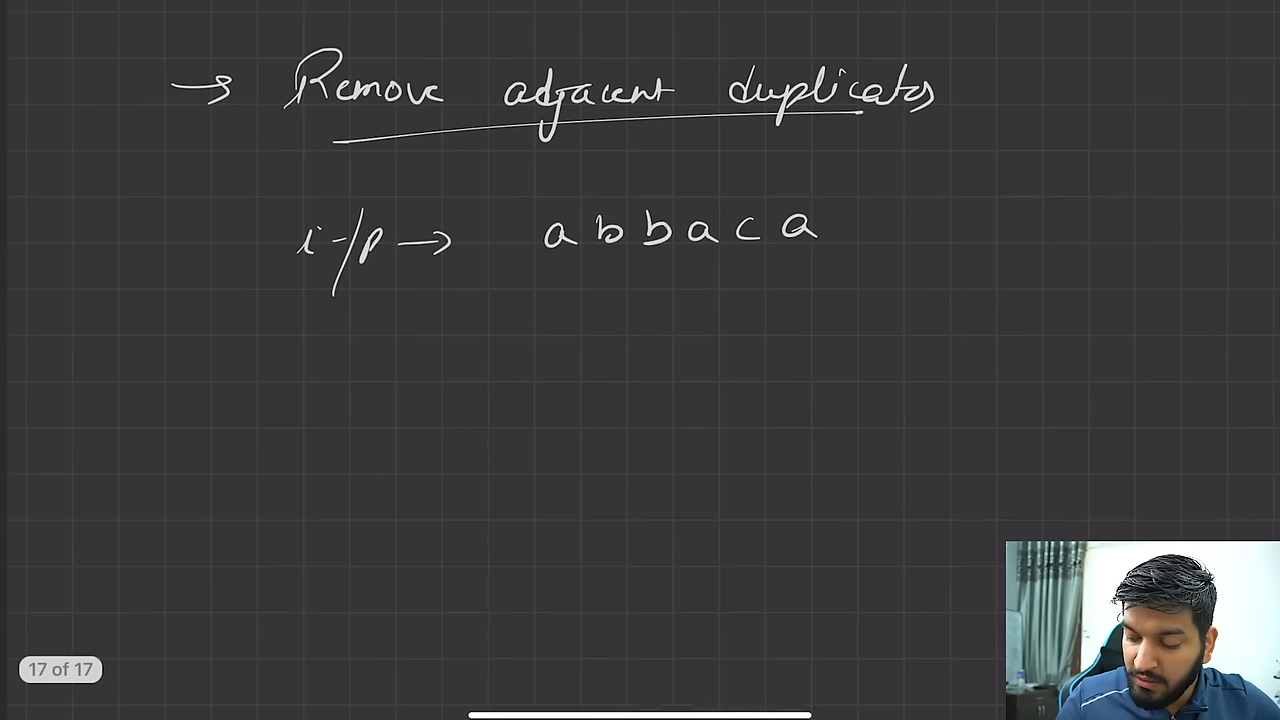 → Remove adjacent duplicates
i/p → a b b a c a
17 of 17